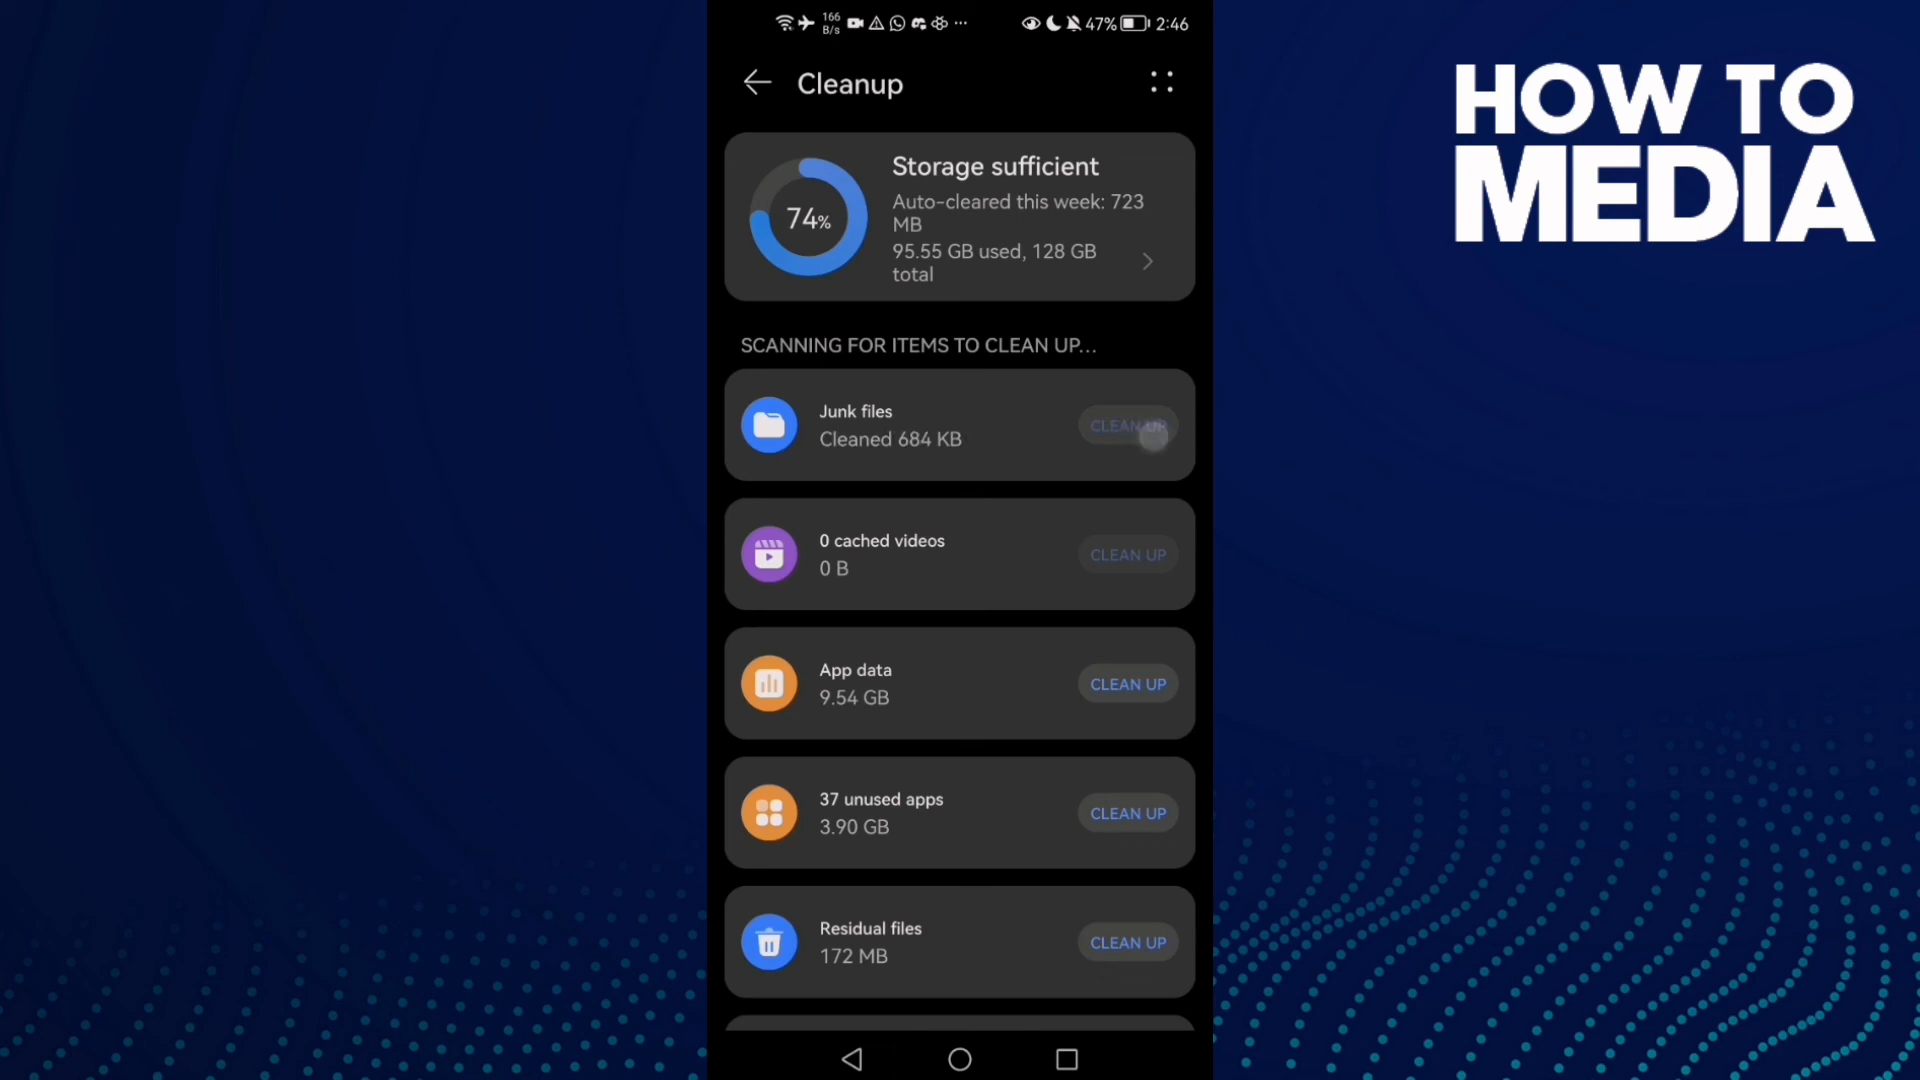 166
B/s
47%
2:46
Cleanup
HOW TO
MEDIA
74%
Storage sufficient
Auto-cleared this week: 723
MB
95.55 GB used, 128 GB
total
SCANNING FOR ITEMS TO CLEAN UP...
Junk files
Cleaned 684 KB
CLEAN UP
0 cached videos
0 B
CLEAN UP
App data
9.54 GB
CLEAN UP
37 unused apps
3.90 GB
CLEAN UP
Residual files
172 MB
CLEAN UP